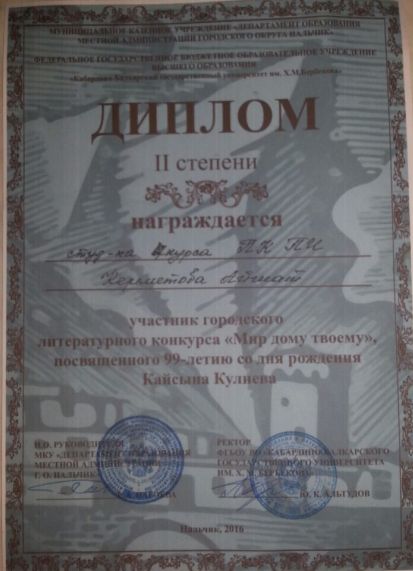 МУНИЦИПАЛЬНОЕ КАЗЕННОЕ УЧРЕЖДЕНИЕ «ДЕПАРТАМЕНТ ОБРАЗОВАНИЯ
МЕСТНОЙ АДМИНИСТРАЦИИ ГОРОДСКОГО ОКРУГА НАЛЬЧИК»
ФЕДЕРАЛЬНОЕ ГОСУДАРСТВЕННОЕ БЮДЖЕТНОЕ ОБРАЗОВАТЕЛЬНОЕ УЧРЕЖДЕНИЕ
ВЫСШЕГО ОБРАЗОВАНИЯ
«Кабардино-Балкарский государственный университет им. Х.М.Бербекова»
ДИПЛОМ
II степени
награждается
студ-ка курса ПК ПИ
участник городского
литературного конкурса «Мир дому твоему»,
посвященного 99-летию со дня рождения
Кайсына Кулиева
И.О. РУКОВОДИТЕЛЯ
МКУ «ДЕПАРТАМЕНТ ОБРАЗОВАНИЯ
МЕСТНОЙ АДМИНИСТРАЦИИ
Г. О. НАЛЬЧИК»
РЕКТОР
ФГБОУ ВО «КАБАРДИНО-БАЛКАРСКОГО
ГОСУДАРСТВЕННОГО УНИВЕРСИТЕТА
ИМ. Х. М. БЕРБЕКОВА»
Ю. К. АЛЬТУДОВ
Нальчик, 2016